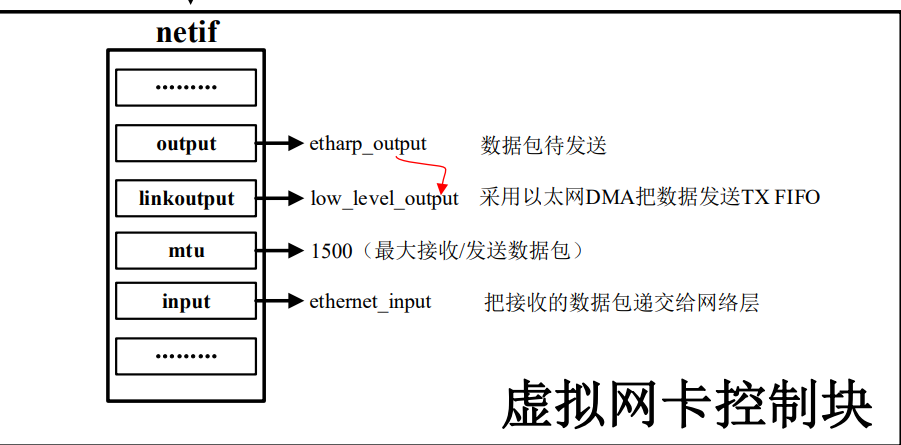 netif
………
output etharp_output 数据包待发送
linkoutput low_level_output 采用以太网DMA把数据发送TX FIFO
mtu 1500（最大接收/发送数据包）
input ethernet_input 把接收的数据包递交给网络层
………
虚拟网卡控制块